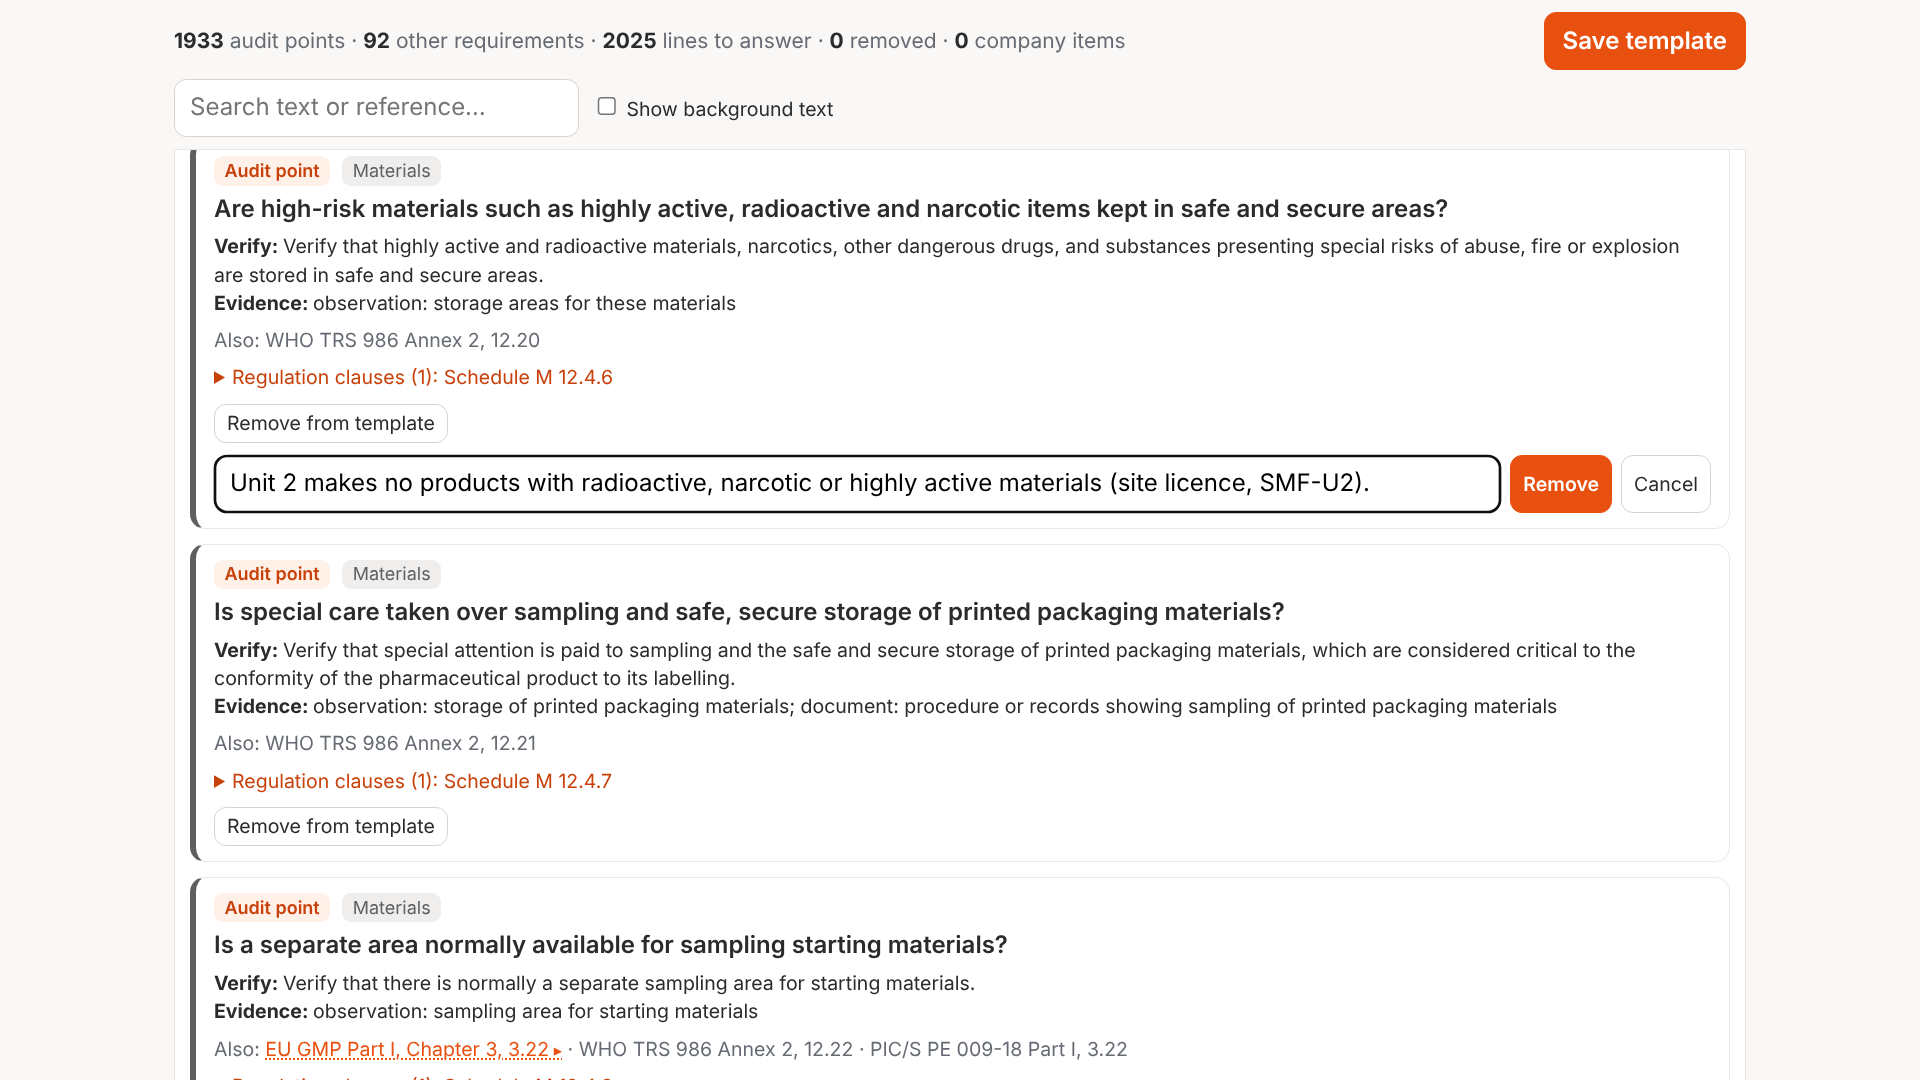 1933 audit points · 92 other requirements · 2025 lines to answer · 0 removed · 0 company items
Save template
Search text or reference...
Show background text
Audit point Materials
Are high-risk materials such as highly active, radioactive and narcotic items kept in safe and secure areas?
Verify: Verify that highly active and radioactive materials, narcotics, other dangerous drugs, and substances presenting special risks of abuse, fire or explosion
are stored in safe and secure areas.
Evidence: observation: storage areas for these materials
Also: WHO TRS 986 Annex 2, 12.20
▶ Regulation clauses (1): Schedule M 12.4.6
Remove from template
Unit 2 makes no products with radioactive, narcotic or highly active materials (site licence, SMF-U2).
Remove
Cancel
Audit point Materials
Is special care taken over sampling and safe, secure storage of printed packaging materials?
Verify: Verify that special attention is paid to sampling and the safe and secure storage of printed packaging materials, which are considered critical to the
conformity of the pharmaceutical product to its labelling.
Evidence: observation: storage of printed packaging materials; document: procedure or records showing sampling of printed packaging materials
Also: WHO TRS 986 Annex 2, 12.21
▶ Regulation clauses (1): Schedule M 12.4.7
Remove from template
Audit point Materials
Is a separate area normally available for sampling starting materials?
Verify: Verify that there is normally a separate sampling area for starting materials.
Evidence: observation: sampling area for starting materials
Also: EU GMP Part I, Chapter 3, 3.22 ▸ · WHO TRS 986 Annex 2, 12.22 · PIC/S PE 009-18 Part I, 3.22